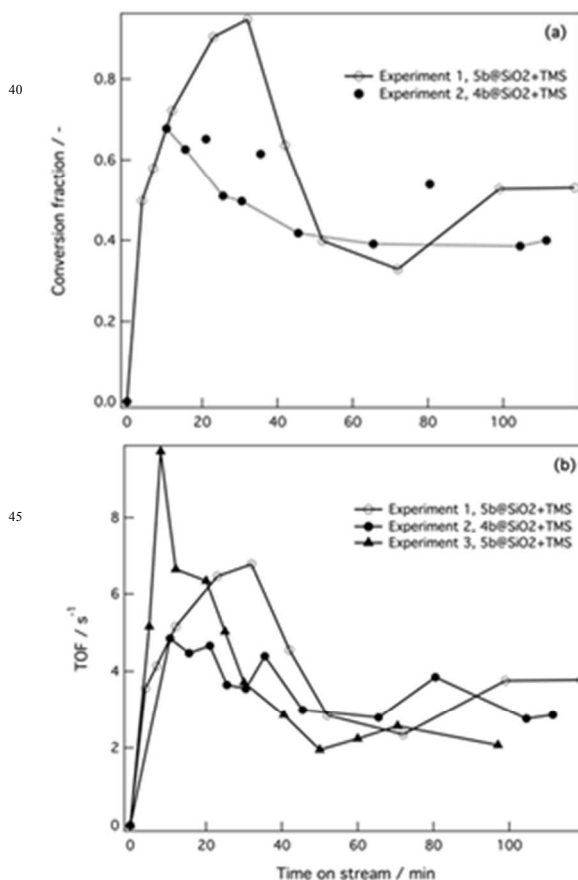 (a)
Experiment 1, 5b@SiO2+TMS
Experiment 2, 4b@SiO2+TMS
40
0.8
0.6
0.4
0.2
0.0
Conversion fraction / -
0 20 40 60 80 100
(b)
Experiment 1, 5b@SiO2+TMS
Experiment 2, 4b@SiO2+TMS
Experiment 3, 5b@SiO2+TMS
45
8
6
4
2
0
TOF / s-1
0 20 40 60 80 100
Time on stream / min